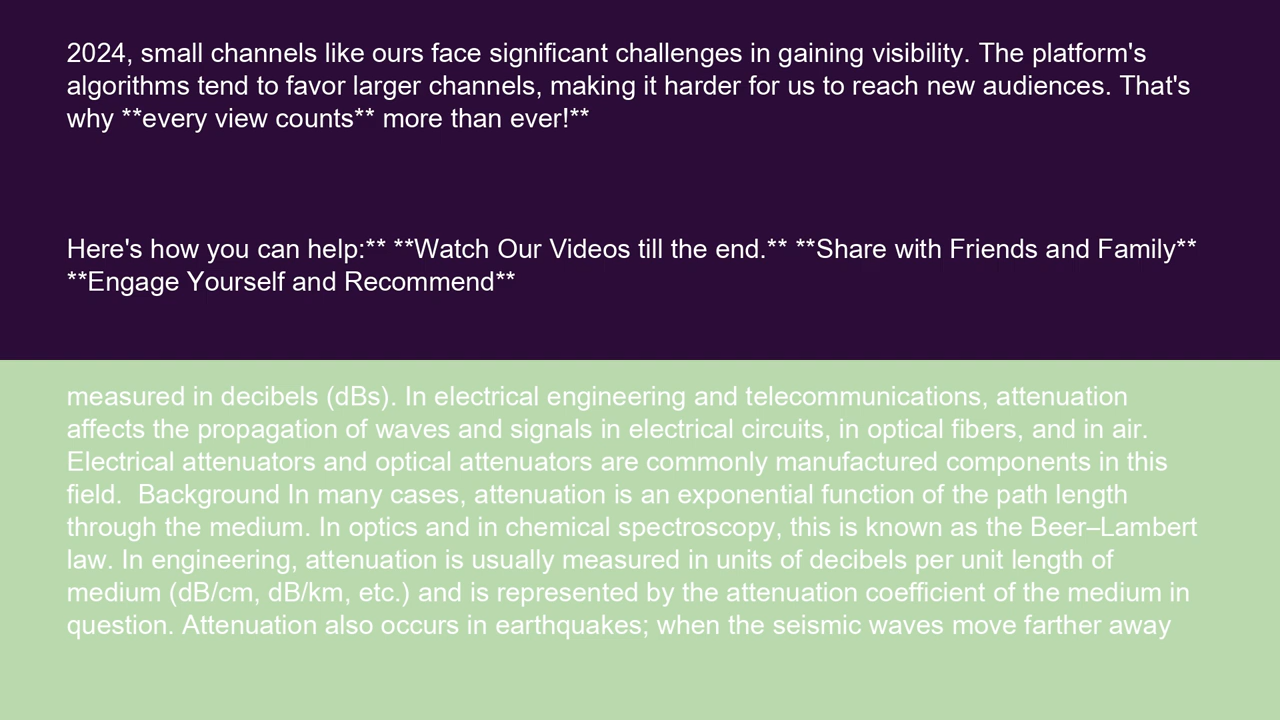 2024, small channels like ours face significant challenges in gaining visibility. The platform's
algorithms tend to favor larger channels, making it harder for us to reach new audiences. That's
why **every view counts** more than ever!**
Here's how you can help:** **Watch Our Videos till the end.** **Share with Friends and Family**
**Engage Yourself and Recommend**
measured in decibels (dBs). In electrical engineering and telecommunications, attenuation
affects the propagation of waves and signals in electrical circuits, in optical fibers, and in air.
Electrical attenuators and optical attenuators are commonly manufactured components in this
field.  Background In many cases, attenuation is an exponential function of the path length
through the medium. In optics and in chemical spectroscopy, this is known as the Beer–Lambert
law. In engineering, attenuation is usually measured in units of decibels per unit length of
medium (dB/cm, dB/km, etc.) and is represented by the attenuation coefficient of the medium in
question. Attenuation also occurs in earthquakes; when the seismic waves move farther away